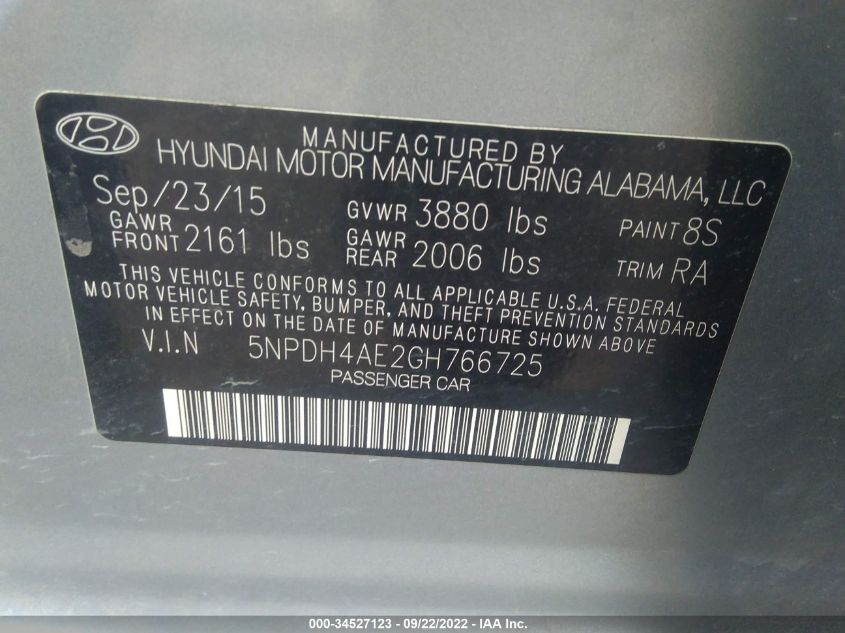 MANUFACTURED BY
HYUNDAI MOTOR MANUFACTURING ALABAMA, LLC
Sep/23/15 GVWR 3880 lbs PAINT 8S
GAWR FRONT 2161 lbs GAWR REAR 2006 lbs TRIM RA
THIS VEHICLE CONFORMS TO ALL APPLICABLE U.S.A. FEDERAL
MOTOR VEHICLE SAFETY, BUMPER, AND THEFT PREVENTION STANDARDS
IN EFFECT ON THE DATE OF MANUFACTURE SHOWN ABOVE
V.I.N 5NPDH4AE2GH766725
PASSENGER CAR
000-34527123 - 09/22/2022 - IAA Inc.